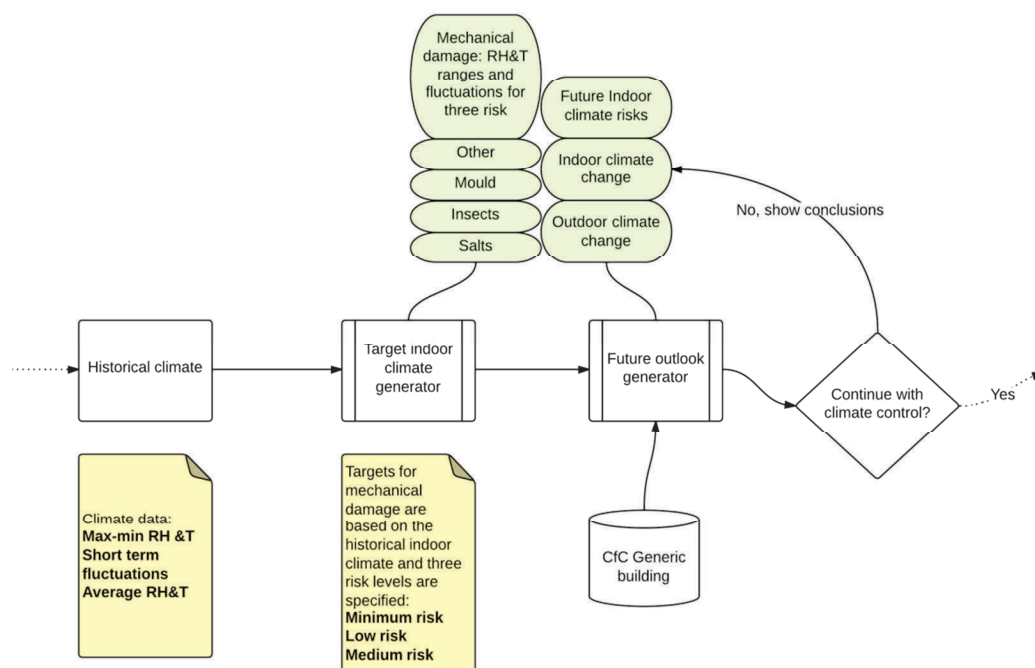 Mechanical
damage: RH&T
ranges and
fluctuations for
three risk
Other
Mould
Insects
Salts
Future Indoor
climate risks
Indoor climate
change
Outdoor climate
change
No, show conclusions
Historical climate
Target indoor
climate
generator
Future outlook
generator
Continue with
climate control?
Yes
CfC Generic
building
Climate data:
Max-min RH &T
Short term
fluctuations
Average RH&T
Targets for
mechanical
damage are
based on the
historical indoor
climate and three
risk levels are
specified:
Minimum risk
Low risk
Medium risk